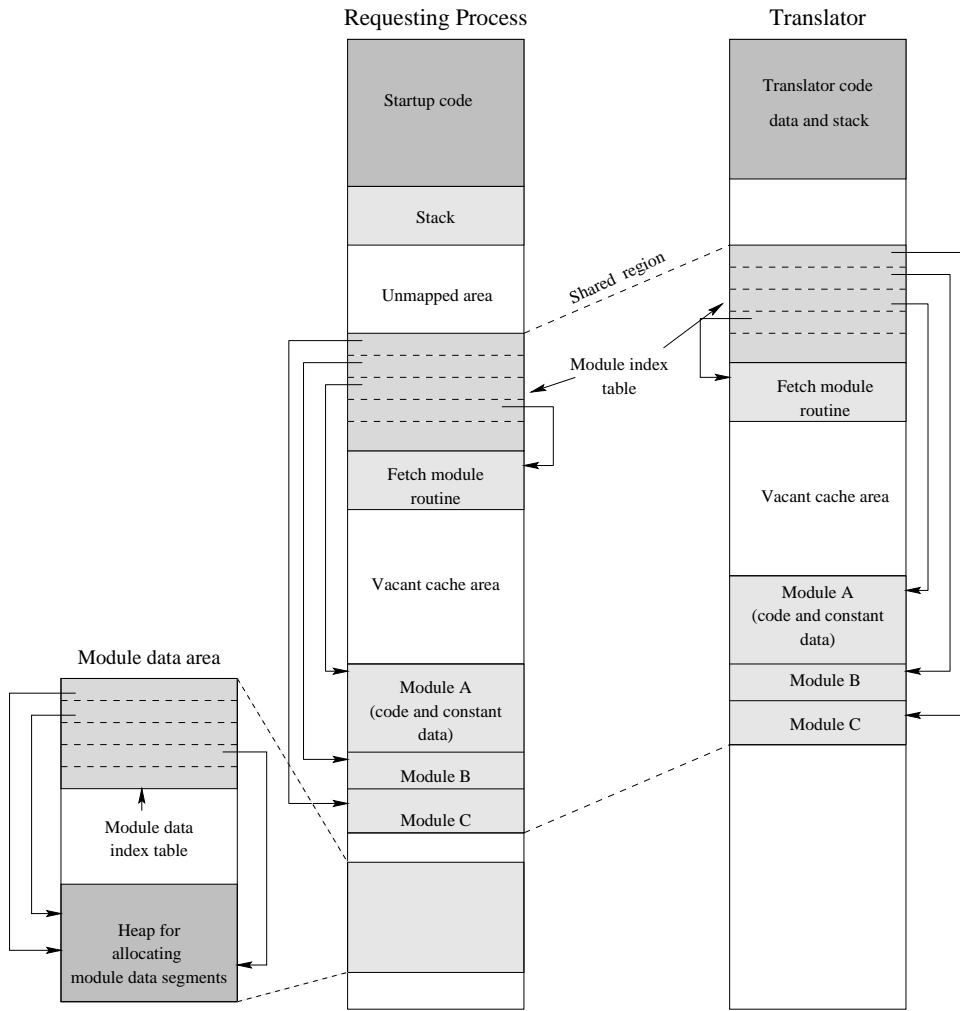 Requesting Process
Translator
Startup code
Translator code
data and stack
Stack
Unmapped area
Shared region
Module index
table
Fetch module
routine
Fetch module
routine
Vacant cache area
Vacant cache area
Module A
(code and constant
data)
Module B
Module C
Module data area
Module A
(code and constant
data)
Module B
Module C
Module data
index table
Heap for
allocating
module data segments